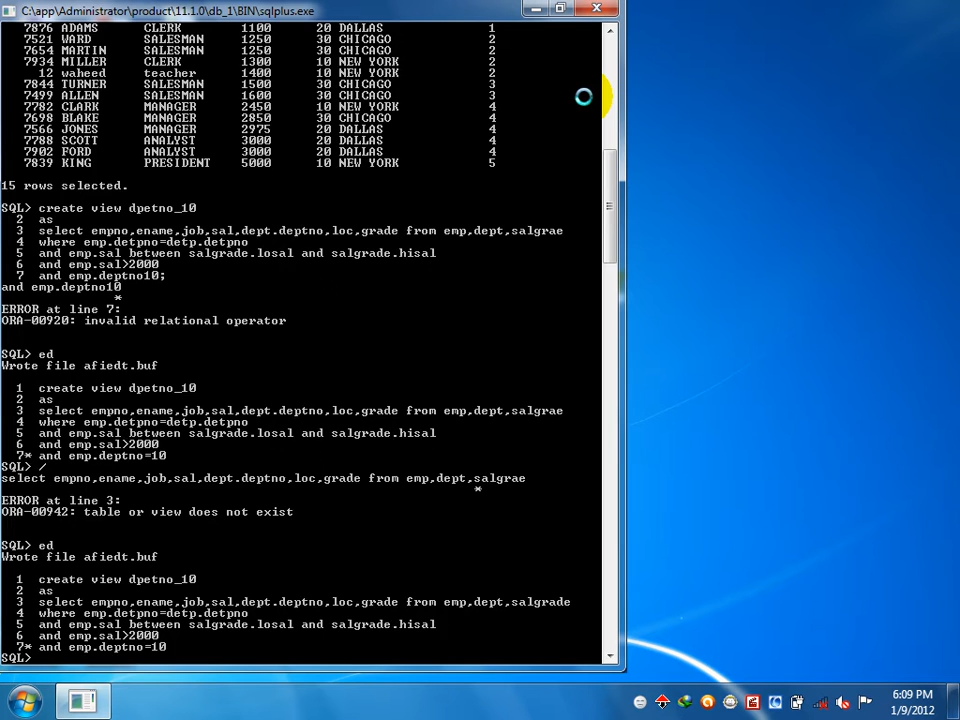 C:\app\Administrator\product\11.1.0\db_1\BIN\sqlplus.exe
7876 ADAMS CLERK 1100 20 DALLAS 1
7521 WARD SALESMAN 1250 30 CHICAGO 2
7654 MARTIN SALESMAN 1250 30 CHICAGO 2
7934 MILLER CLERK 1300 10 NEW YORK 2
12 waheed teacher 1400 10 NEW YORK 2
7844 TURNER SALESMAN 1500 30 CHICAGO 3
7499 ALLEN SALESMAN 1600 30 CHICAGO 3
7782 CLARK MANAGER 2450 10 NEW YORK 4
7698 BLAKE MANAGER 2850 30 CHICAGO 4
7566 JONES MANAGER 2975 20 DALLAS 4
7788 SCOTT ANALYST 3000 20 DALLAS 4
7902 FORD ANALYST 3000 20 DALLAS 4
7839 KING PRESIDENT 5000 10 NEW YORK 5
15 rows selected.
SQL> create view dpetno_10
2 as
3 select empno,ename,job,sal,dept.deptno,loc,grade from emp,dept,salgrae
4 where emp.detpno=detp.detpno
5 and emp.sal between salgrade.losal and salgrade.hisal
6 and emp.sal>2000
7 and emp.deptno10;
and emp.deptno10
*
ERROR at line 7:
ORA-00920: invalid relational operator
SQL> ed
Wrote file afiedt.buf
1 create view dpetno_10
2 as
3 select empno,ename,job,sal,dept.deptno,loc,grade from emp,dept,salgrae
4 where emp.detpno=detp.detpno
5 and emp.sal between salgrade.losal and salgrade.hisal
6 and emp.sal>2000
7* and emp.deptno=10
SQL> /
select empno,ename,job,sal,dept.deptno,loc,grade from emp,dept,salgrae
*
ERROR at line 3:
ORA-00942: table or view does not exist
SQL> ed
Wrote file afiedt.buf
1 create view dpetno_10
2 as
3 select empno,ename,job,sal,dept.deptno,loc,grade from emp,dept,salgrade
4 where emp.detpno=detp.detpno
5 and emp.sal between salgrade.losal and salgrade.hisal
6 and emp.sal>2000
7* and emp.deptno=10
SQL>
6:09 PM
1/9/2012